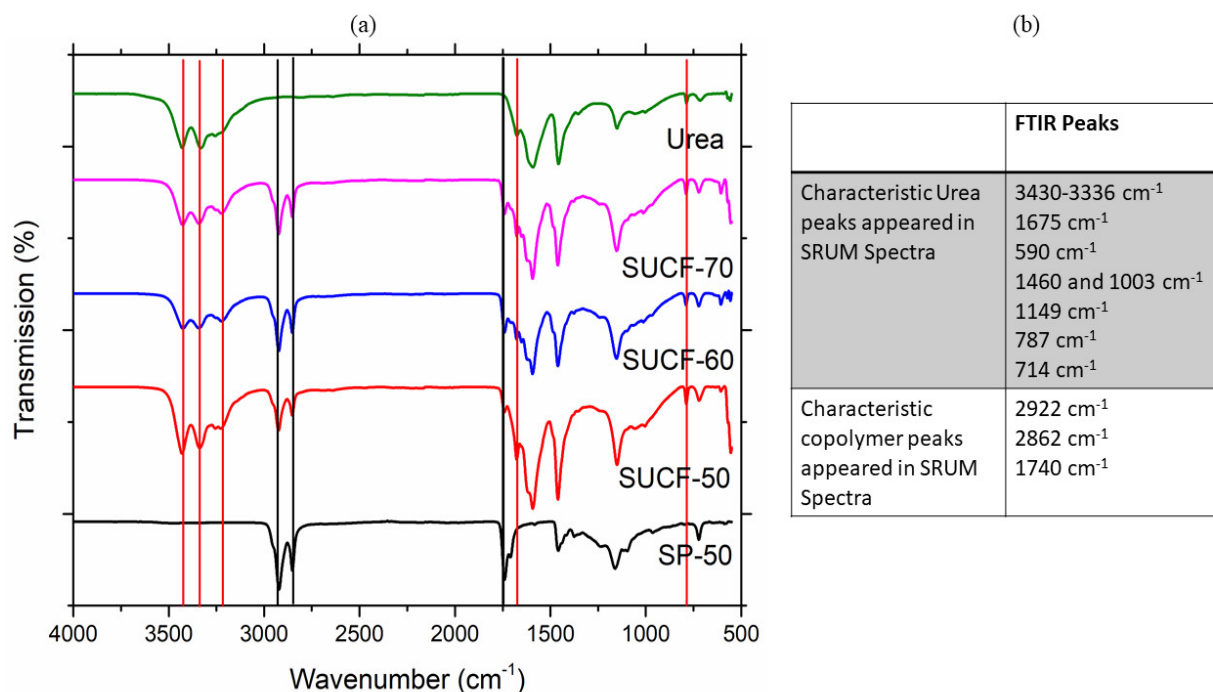 (a)
(b)
Urea
SUCF-70
SUCF-60
SUCF-50
SP-50
Transmission (%)
4000 3500 3000 2500 2000 1500 1000 500
Wavenumber (cm⁻¹)
FTIR Peaks
Characteristic Urea
peaks appeared in
SRUM Spectra
3430-3336 cm⁻¹
1675 cm⁻¹
590 cm⁻¹
1460 and 1003 cm⁻¹
1149 cm⁻¹
787 cm⁻¹
714 cm⁻¹
Characteristic
copolymer peaks
appeared in SRUM
Spectra
2922 cm⁻¹
2862 cm⁻¹
1740 cm⁻¹